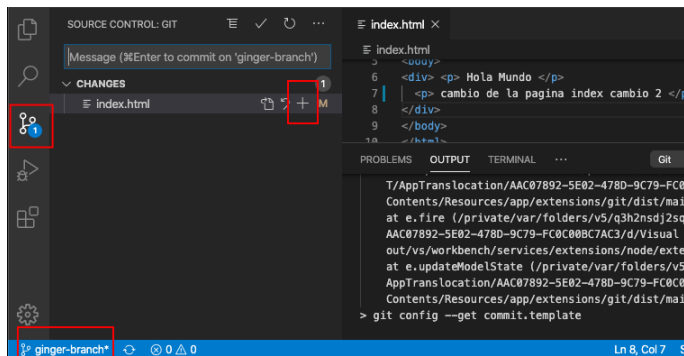 SOURCE CONTROL: GIT
Message (⌘Enter to commit on 'ginger-branch')
CHANGES
1
index.html
M
1
ginger-branch*
0 0
index.html
index.html
5 <body>
6 <div> <p> Hola Mundo </p>
7 <p> cambio de la pagina index cambio 2 </p
8 </div>
9 </body>
10 </html>
PROBLEMS OUTPUT TERMINAL ... Git
T/AppTranslocation/AAC07892-5E02-478D-9C79-FC0
Contents/Resources/app/extensions/git/dist/mai
at e.fire (/private/var/folders/v5/q3h2nsdj2sq
AAC07892-5E02-478D-9C79-FC0C00BC7AC3/d/Visual
out/vs/workbench/services/extensions/node/exte
at e.updateModelState (/private/var/folders/v5
AppTranslocation/AAC07892-5E02-478D-9C79-FC0C0
Contents/Resources/app/extensions/git/dist/mai
> git config --get commit.template
Ln 8, Col 7 S